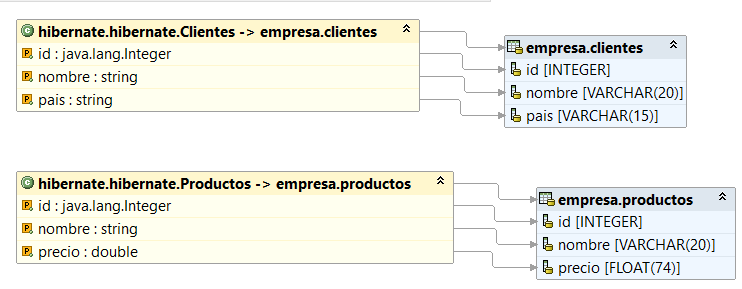 hibernate.hibernate.Clientes -> empresa.clientes
id : java.lang.Integer
nombre : string
pais : string
empresa.clientes
id [INTEGER]
nombre [VARCHAR(20)]
pais [VARCHAR(15)]
hibernate.hibernate.Productos -> empresa.productos
id : java.lang.Integer
nombre : string
precio : double
empresa.productos
id [INTEGER]
nombre [VARCHAR(20)]
precio [FLOAT(74)]